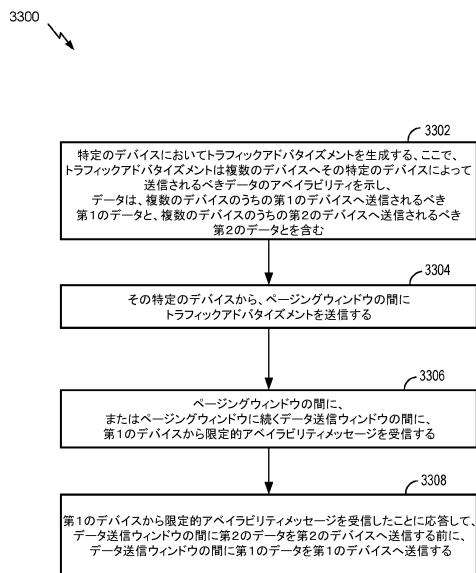 3300
3302
特定のデバイスにおいてトラフィックアドバタイズメントを生成する、ここで、
トラフィックアドバタイズメントは複数のデバイスへその特定のデバイスによって
送信されるべきデータのアベイラビリティを示し、
データは、複数のデバイスのうちの第1のデバイスへ送信されるべき
第1のデータと、複数のデバイスのうちの第2のデバイスへ送信されるべき
第2のデータとを含む
3304
その特定のデバイスから、ページングウィンドウの間に
トラフィックアドバタイズメントを送信する
3306
ページングウィンドウの間に、
またはページングウィンドウに続くデータ送信ウィンドウの間に、
第1のデバイスから限定的アベイラビリティメッセージを受信する
3308
第1のデバイスから限定的アベイラビリティメッセージを受信したことに応答して、
データ送信ウィンドウの間に第2のデータを第2のデバイスへ送信する前に、
データ送信ウィンドウの間に第1のデータを第1のデバイスへ送信する